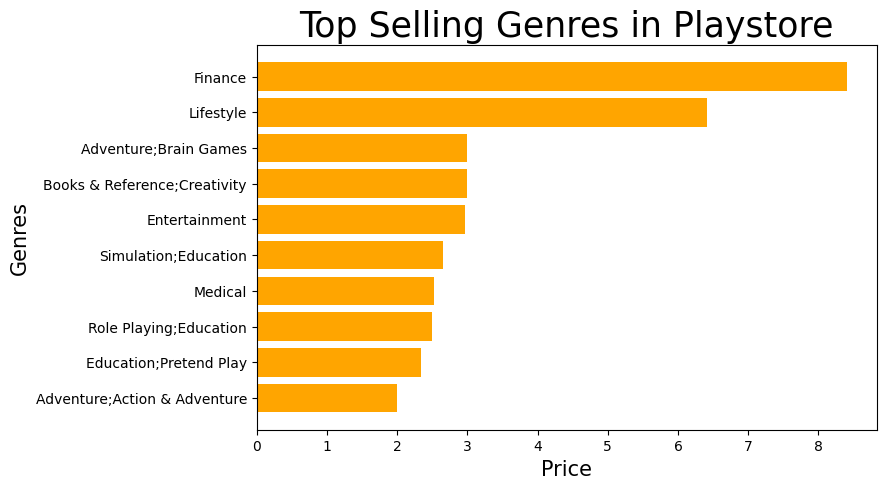 Top Selling Genres in Playstore
Genres
Finance
Lifestyle
Adventure;Brain Games
Books & Reference;Creativity
Entertainment
Simulation;Education
Medical
Role Playing;Education
Education;Pretend Play
Adventure;Action & Adventure
0 1 2 3 4 5 6 7 8
Price